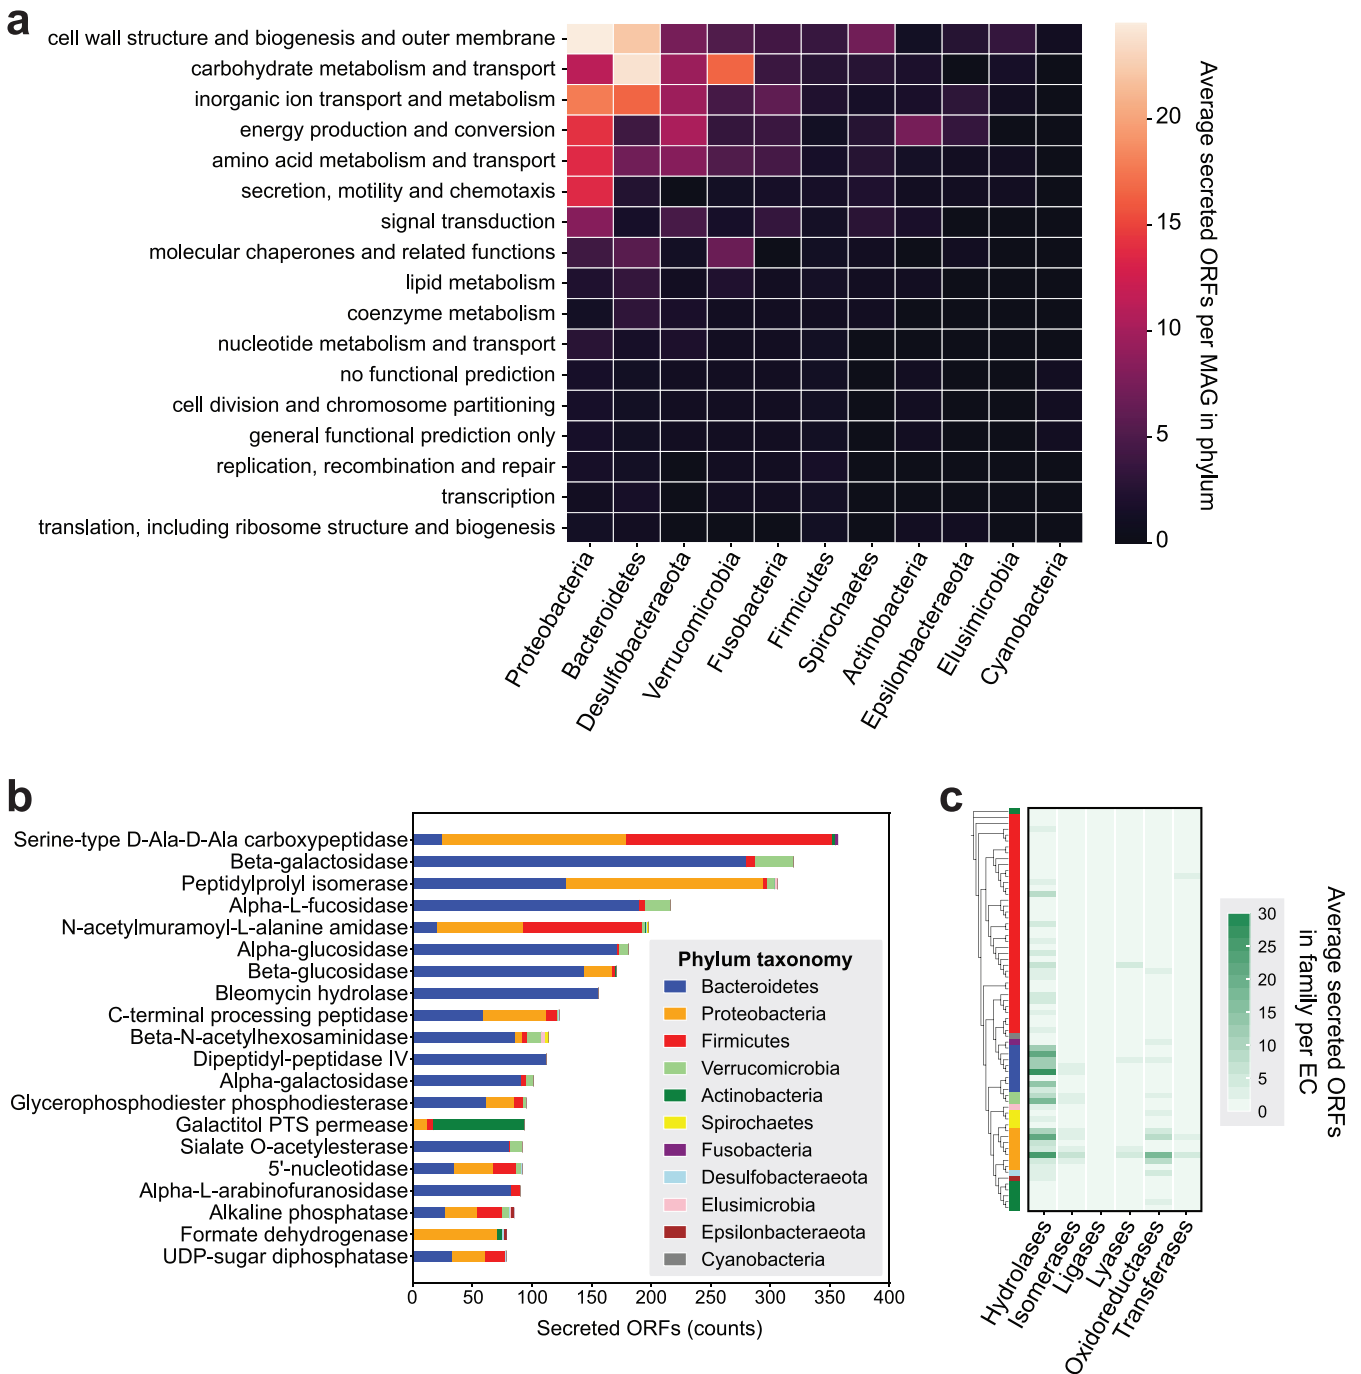 a
cell wall structure and biogenesis and outer membrane
carbohydrate metabolism and transport
inorganic ion transport and metabolism
energy production and conversion
amino acid metabolism and transport
secretion, motility and chemotaxis
signal transduction
molecular chaperones and related functions
lipid metabolism
coenzyme metabolism
nucleotide metabolism and transport
no functional prediction
cell division and chromosome partitioning
general functional prediction only
replication, recombination and repair
transcription
translation, including ribosome structure and biogenesis
Proteobacteria
Bacteroidetes
Desulfobacteraeota
Verrucomicrobia
Fusobacteria
Firmicutes
Spirochaetes
Actinobacteria
Epsilonbacteraeota
Elusimicrobia
Cyanobacteria
20
15
10
5
0
Average secreted ORFs per MAG in phylum
b
Serine-type D-Ala-D-Ala carboxypeptidase
Beta-galactosidase
Peptidylprolyl isomerase
Alpha-L-fucosidase
N-acetylmuramoyl-L-alanine amidase
Alpha-glucosidase
Beta-glucosidase
Bleomycin hydrolase
C-terminal processing peptidase
Beta-N-acetylhexosaminidase
Dipeptidyl-peptidase IV
Alpha-galactosidase
Glycerophosphodiester phosphodiesterase
Galactitol PTS permease
Sialate O-acetylesterase
5'-nucleotidase
Alpha-L-arabinofuranosidase
Alkaline phosphatase
Formate dehydrogenase
UDP-sugar diphosphatase
0 50 100 150 200 250 300 350 400
Secreted ORFs (counts)
Phylum taxonomy
Bacteroidetes
Proteobacteria
Firmicutes
Verrucomicrobia
Actinobacteria
Spirochaetes
Fusobacteria
Desulfobacteraeota
Elusimicrobia
Epsilonbacteraeota
Cyanobacteria
c
Hydrolases
Isomerases
Ligases
Lyases
Oxidoreductases
Transferases
30
25
20
15
10
5
0
Average secreted ORFs
in family per EC